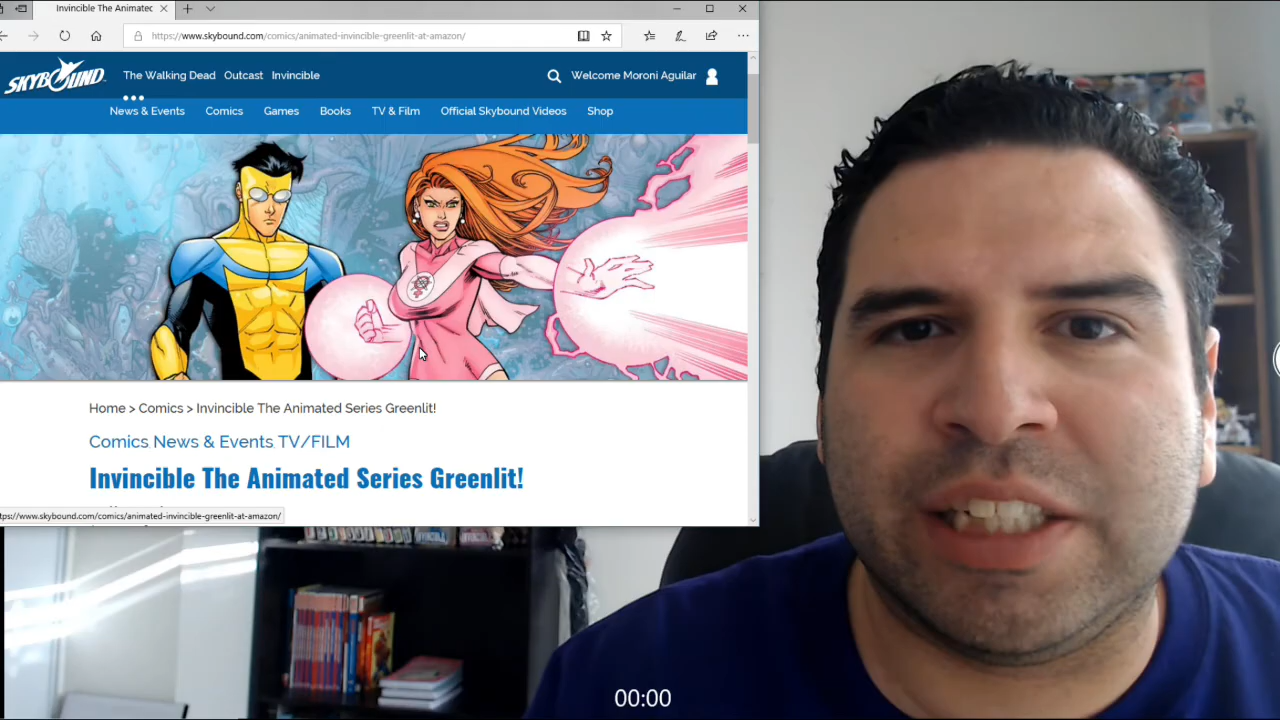 Invincible The Animated
https://www.skybound.com/comics/animated-invincible-greenlit-at-amazon/
SKYBOUND
The Walking Dead Outcast Invincible
Welcome Moroni Aguilar
News & Events Comics Games Books TV & Film Official Skybound Videos Shop
Home > Comics > Invincible The Animated Series Greenlit!
Comics News & Events TV/FILM
Invincible The Animated Series Greenlit!
ttps://www.skybound.com/comics/animated-invincible-greenlit-at-amazon/
00:00